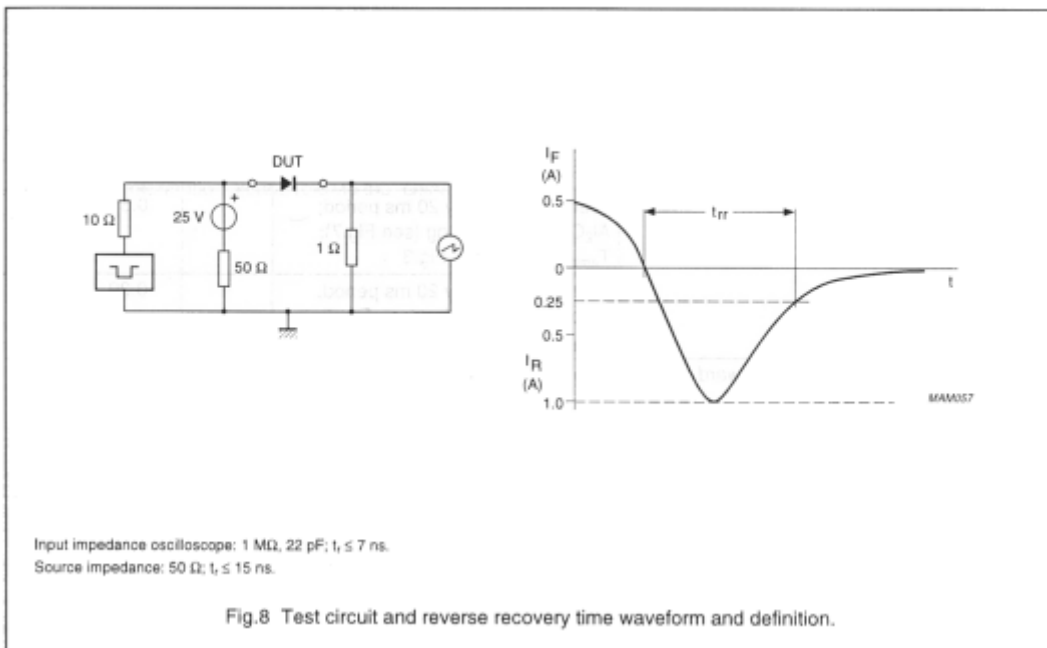 DUT
+
10 Ω
25 V
50 Ω
1 Ω
I_F
(A)
0.5
t_rr
0
t
0.25
0.5
I_R
(A)
1.0
MAM057
Input impedance oscilloscope: 1 MΩ, 22 pF; t_r ≤ 7 ns.
Source impedance: 50 Ω; t_r ≤ 15 ns.
Fig.8 Test circuit and reverse recovery time waveform and definition.